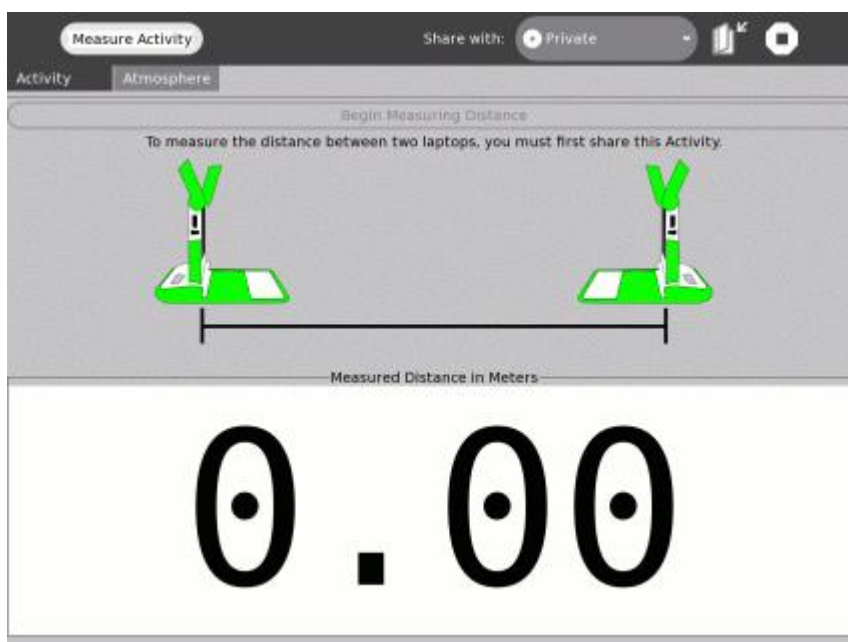 Measure Activity Share with: Private
Activity Atmosphere
Begin Measuring Distance
To measure the distance between two laptops, you must first share this Activity.
Measured Distance in Meters
0.00